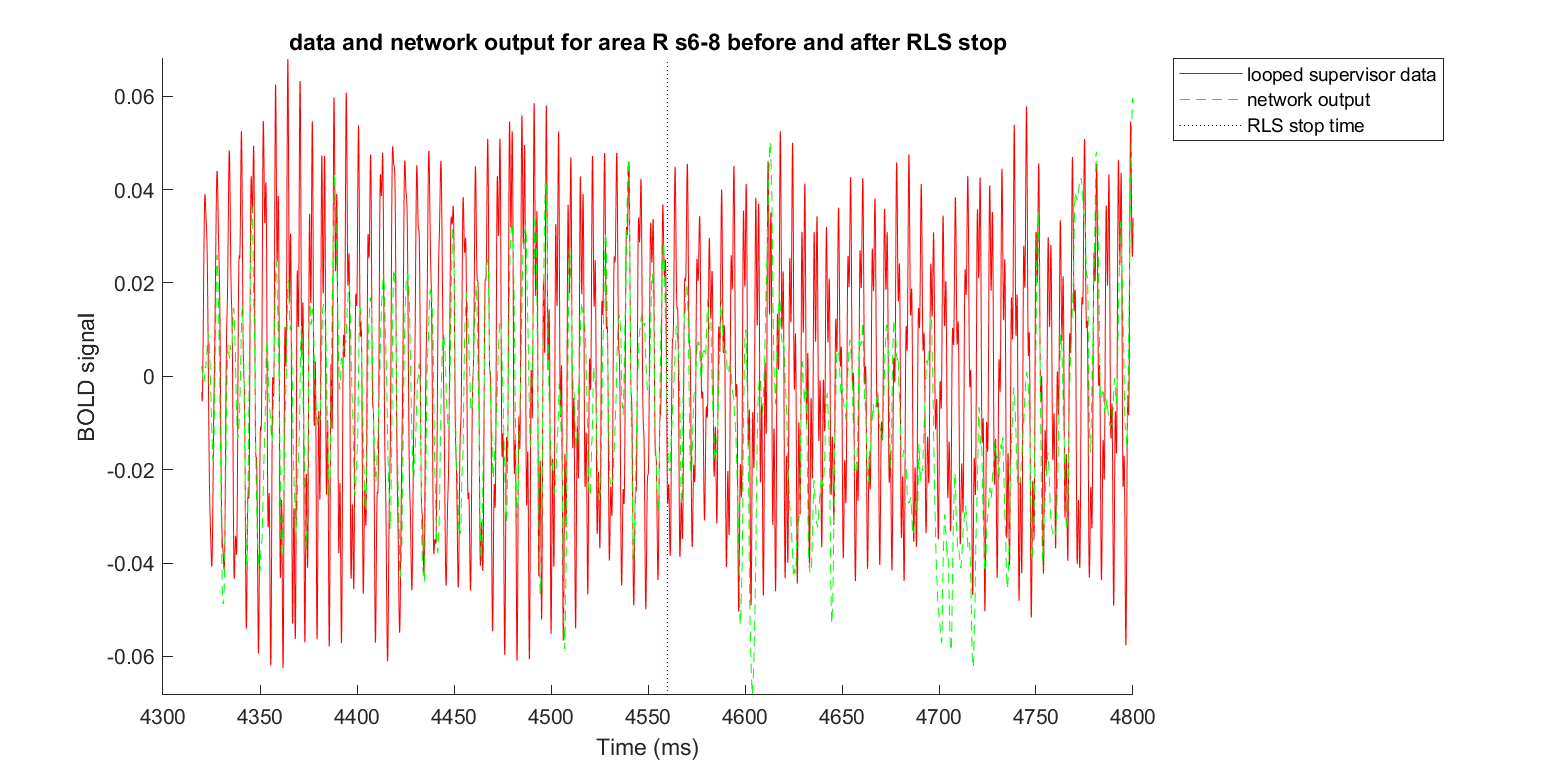 data and network output for area R s6-8 before and after RLS stop
looped supervisor data
network output
RLS stop time
BOLD signal
0.06
0.04
0.02
0
-0.02
-0.04
-0.06
4300 4350 4400 4450 4500 4550 4600 4650 4700 4750 4800
Time (ms)